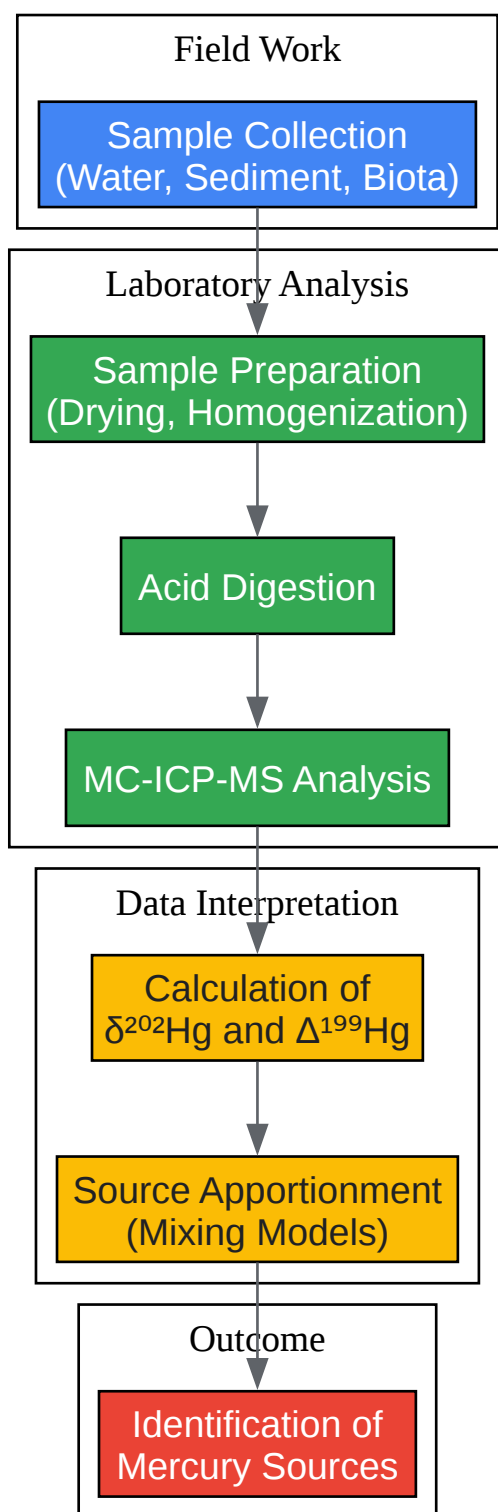 Field Work
Sample Collection
(Water, Sediment, Biota)
Laboratory Analysis
Sample Preparation
(Drying, Homogenization)
Acid Digestion
MC-ICP-MS Analysis
Data Interpretation
Calculation of
δ²⁰²Hg and Δ¹⁹⁹Hg
Source Apportionment
(Mixing Models)
Outcome
Identification of
Mercury Sources